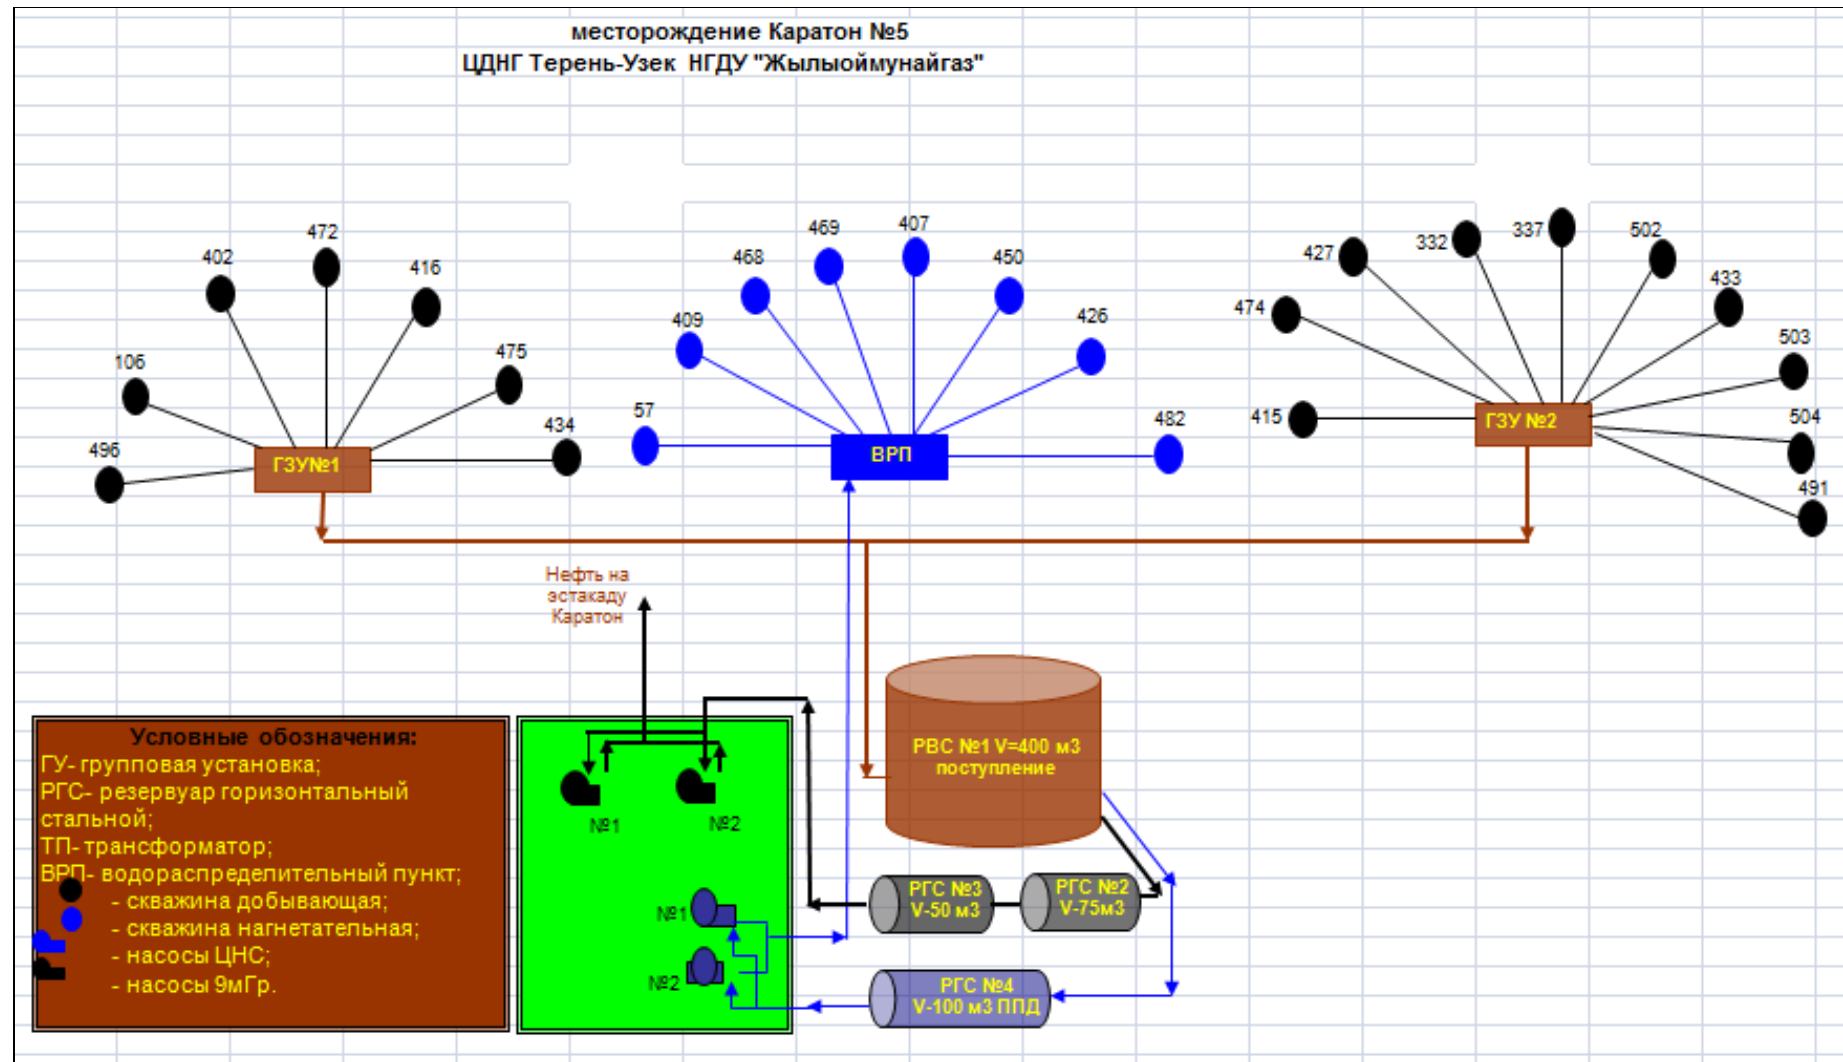 месторождение Каратон №5
ЦДНГ Терень-Узек НГДУ "Жылыоймунайгаз"
472
402
416
106
475
496
434
ГЗУ№1
407
469
468
450
409
426
57
482
ВРП
337
502
332
427
433
474
503
415
504
491
ГЗУ №2
Нефть на
эстакаду
Каратон
Условные обозначения:
ГУ- групповая установка;
РГС- резервуар горизонтальный
стальной;
ТП- трансформатор;
ВРП- водораспределительный пункт;
- скважина добывающая;
- скважина нагнетательная;
- насосы ЦНС;
- насосы 9мГр.
№1
№2
№1
№2
РВС №1 V=400 м3
поступление
РГС №3
V-50 м3
РГС №2
V-75м3
РГС №4
V-100 м3 ППД